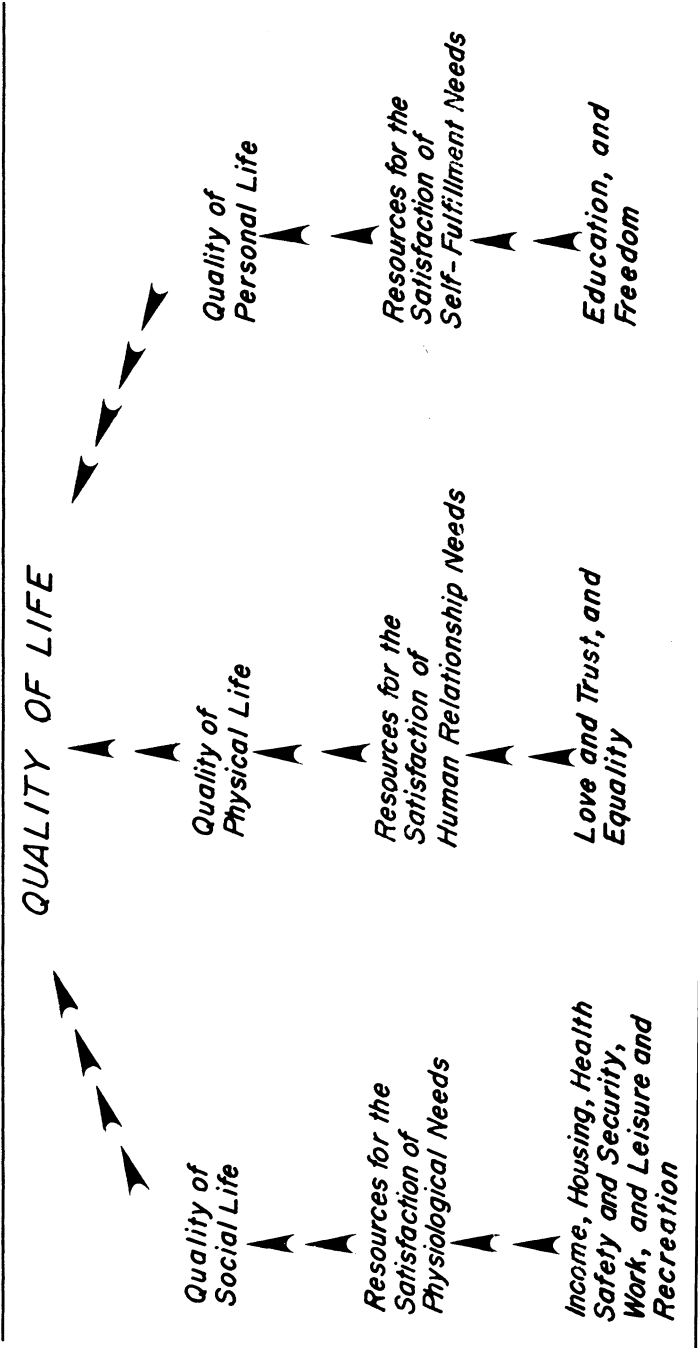 QUALITY OF LIFE
Quality of
Social Life
Quality of
Physical Life
Quality of
Personal Life
Resources for the
Satisfaction of
Physiological Needs
Resources for the
Satisfaction of
Human Relationship Needs
Resources for the
Satisfaction of
Self-Fulfillment Needs
Income, Housing, Health
Safety and Security,
Work, and Leisure and
Recreation
Love and Trust, and
Equality
Education, and
Freedom